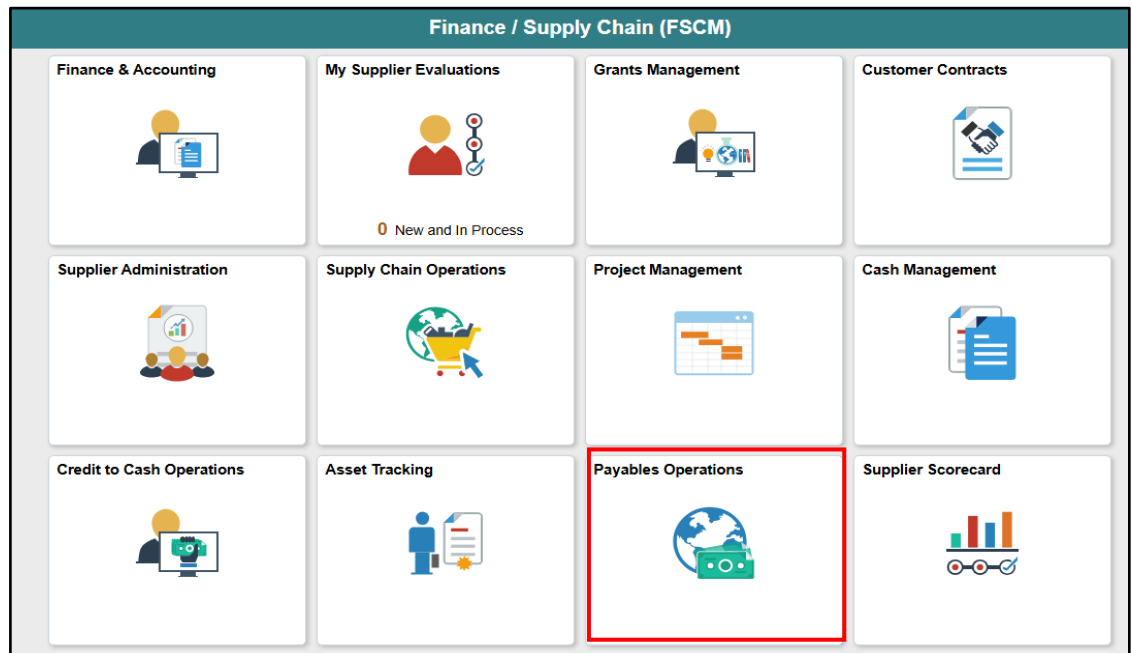 Finance / Supply Chain (FSCM)
Finance & Accounting
My Supplier Evaluations
0 New and In Process
Grants Management
Customer Contracts
Supplier Administration
Supply Chain Operations
Project Management
Cash Management
Credit to Cash Operations
Asset Tracking
Payables Operations
Supplier Scorecard